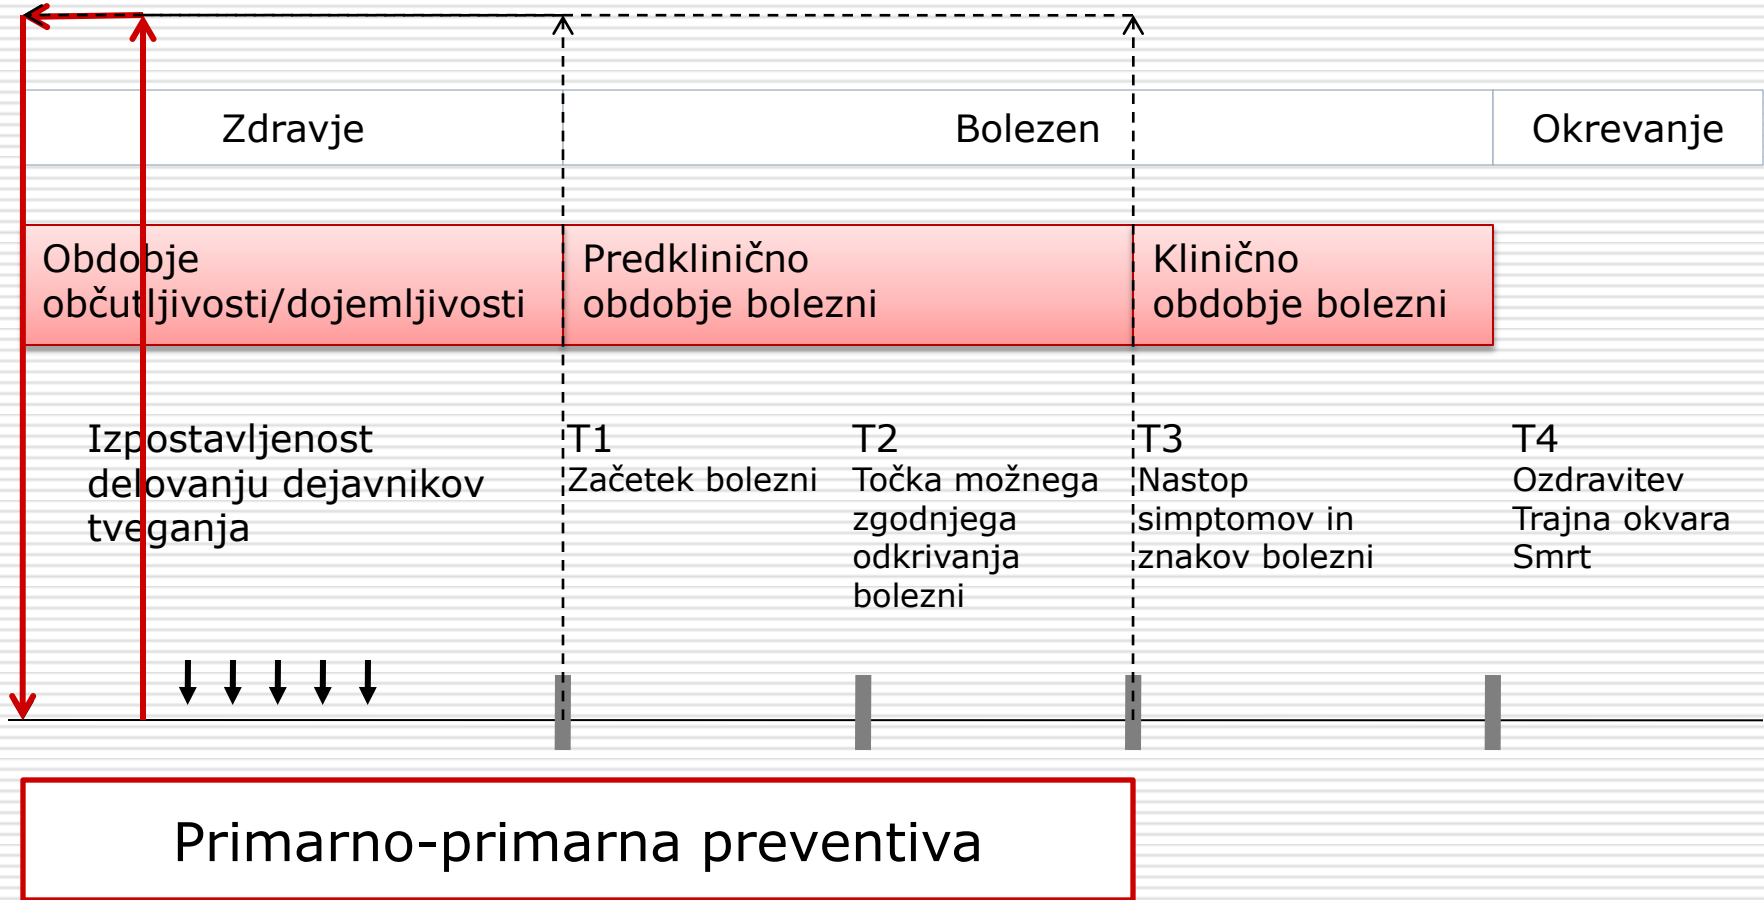 Zdravje
Bolezen
Okrevanje
Obdobje
občutljivosti/dojemljivosti
Predklinično
obdobje bolezni
Klinično
obdobje bolezni
Izpostavljenost
delovanju dejavnikov
tveganja
T1
Začetek bolezni
T2
Točka možnega
zgodnjega
odkrivanja
bolezni
T3
Nastop
simptomov in
znakov bolezni
T4
Ozdravitev
Trajna okvara
Smrt
Primarno-primarna preventiva